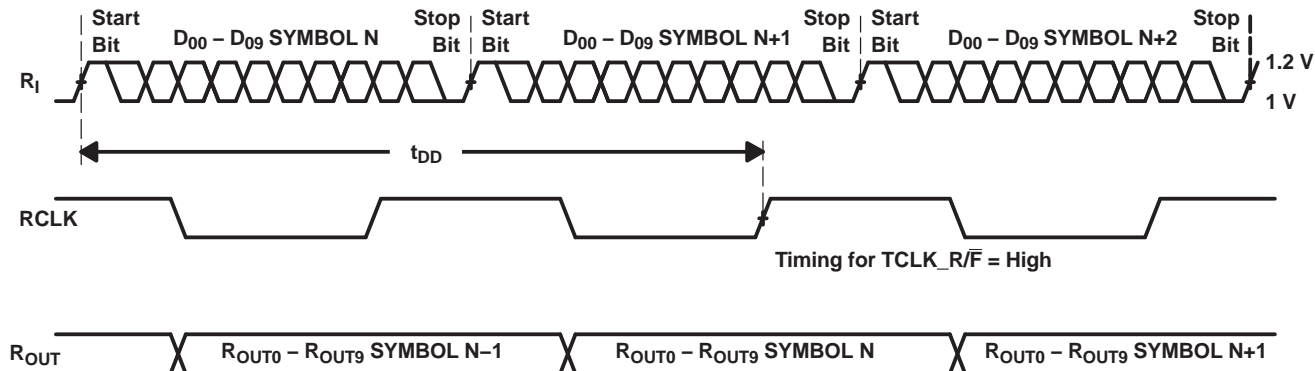 Start Bit
D00 – D09 SYMBOL N
Stop Bit
Start Bit
D00 – D09 SYMBOL N+1
Stop Bit
Start Bit
D00 – D09 SYMBOL N+2
Stop Bit
RI
1.2 V
1 V
tDD
RCLK
Timing for TCLK_R/F̅ = High
ROUT
ROUT0 – ROUT9 SYMBOL N–1
ROUT0 – ROUT9 SYMBOL N
ROUT0 – ROUT9 SYMBOL N+1